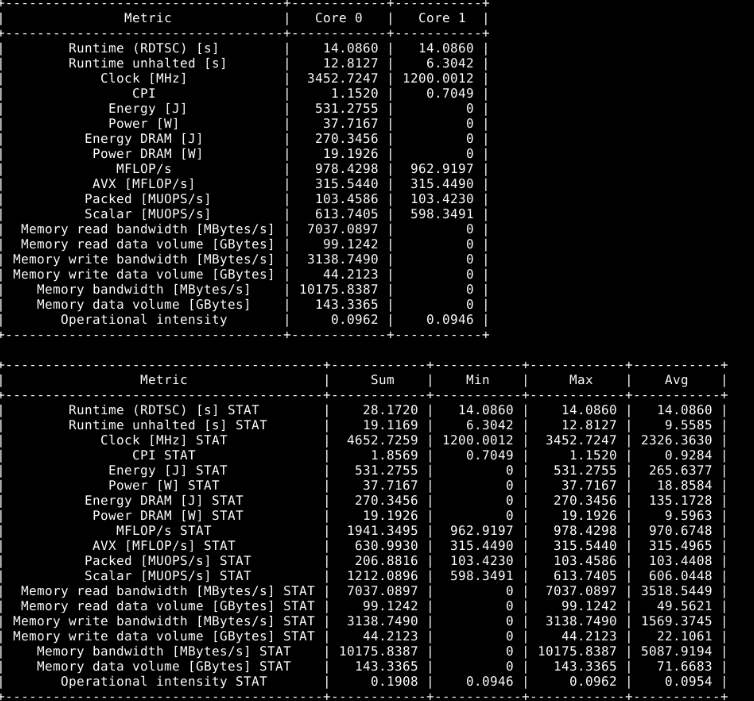 | Metric | Core 0 | Core 1 |
| Runtime (RDTSC) [s] | 14.0860 | 14.0860 |
| Runtime unhalted [s] | 12.8127 | 6.3042 |
| Clock [MHz] | 3452.7247 | 1200.0012 |
| CPI | 1.1520 | 0.7049 |
| Energy [J] | 531.2755 | 0 |
| Power [W] | 37.7167 | 0 |
| Energy DRAM [J] | 270.3456 | 0 |
| Power DRAM [W] | 19.1926 | 0 |
| MFLOP/s | 978.4298 | 962.9197 |
| AVX [MFLOP/s] | 315.5440 | 315.4490 |
| Packed [MUOPS/s] | 103.4586 | 103.4230 |
| Scalar [MUOPS/s] | 613.7405 | 598.3491 |
| Memory read bandwidth [MBytes/s] | 7037.0897 | 0 |
| Memory read data volume [GBytes] | 99.1242 | 0 |
| Memory write bandwidth [MBytes/s] | 3138.7490 | 0 |
| Memory write data volume [GBytes] | 44.2123 | 0 |
| Memory bandwidth [MBytes/s] | 10175.8387 | 0 |
| Memory data volume [GBytes] | 143.3365 | 0 |
| Operational intensity | 0.0962 | 0.0946 |
| Metric | Sum | Min | Max | Avg |
| Runtime (RDTSC) [s] STAT | 28.1720 | 14.0860 | 14.0860 | 14.0860 |
| Runtime unhalted [s] STAT | 19.1169 | 6.3042 | 12.8127 | 9.5585 |
| Clock [MHz] STAT | 4652.7259 | 1200.0012 | 3452.7247 | 2326.3630 |
| CPI STAT | 1.8569 | 0.7049 | 1.1520 | 0.9284 |
| Energy [J] STAT | 531.2755 | 0 | 531.2755 | 265.6377 |
| Power [W] STAT | 37.7167 | 0 | 37.7167 | 18.8584 |
| Energy DRAM [J] STAT | 270.3456 | 0 | 270.3456 | 135.1728 |
| Power DRAM [W] STAT | 19.1926 | 0 | 19.1926 | 9.5963 |
| MFLOP/s STAT | 1941.3495 | 962.9197 | 978.4298 | 970.6748 |
| AVX [MFLOP/s] STAT | 630.9930 | 315.4490 | 315.5440 | 315.4965 |
| Packed [MUOPS/s] STAT | 206.8816 | 103.4230 | 103.4586 | 103.4408 |
| Scalar [MUOPS/s] STAT | 1212.0896 | 598.3491 | 613.7405 | 606.0448 |
| Memory read bandwidth [MBytes/s] STAT | 7037.0897 | 0 | 7037.0897 | 3518.5449 |
| Memory read data volume [GBytes] STAT | 99.1242 | 0 | 99.1242 | 49.5621 |
| Memory write bandwidth [MBytes/s] STAT | 3138.7490 | 0 | 3138.7490 | 1569.3745 |
| Memory write data volume [GBytes] STAT | 44.2123 | 0 | 44.2123 | 22.1061 |
| Memory bandwidth [MBytes/s] STAT | 10175.8387 | 0 | 10175.8387 | 5087.9194 |
| Memory data volume [GBytes] STAT | 143.3365 | 0 | 143.3365 | 71.6683 |
| Operational intensity STAT | 0.1908 | 0.0946 | 0.0962 | 0.0954 |